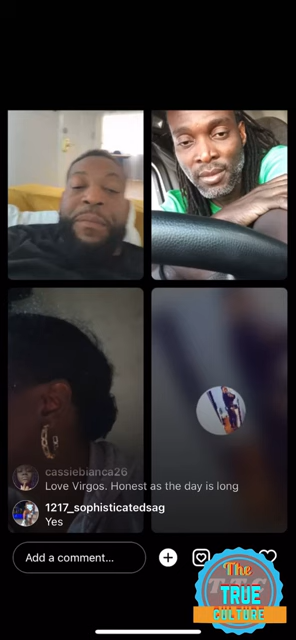 cassiebianca26
Love Virgos. Honest as the day is long
1217_sophisticatedsag
Yes
Add a comment...
The
T.T.C
TRUE
CULTURE